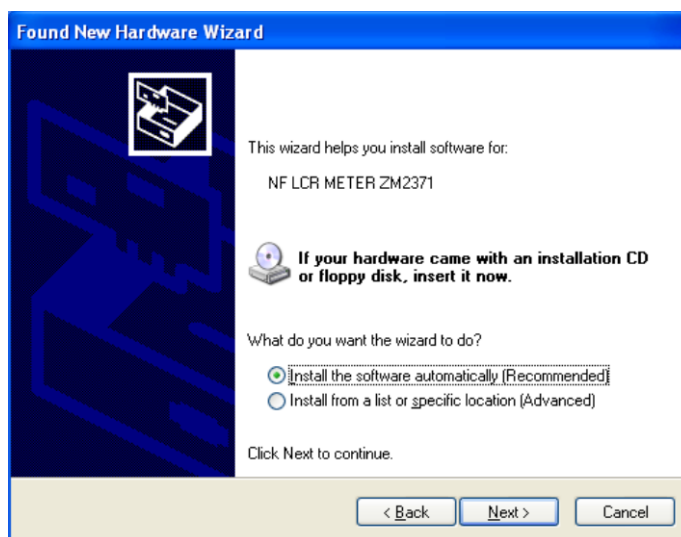 Found New Hardware Wizard
This wizard helps you install software for:
NF LCR METER ZM2371
If your hardware came with an installation CD
or floppy disk, insert it now.
What do you want the wizard to do?
Install the software automatically (Recommended)
Install from a list or specific location (Advanced)
Click Next to continue.
< Back Next > Cancel